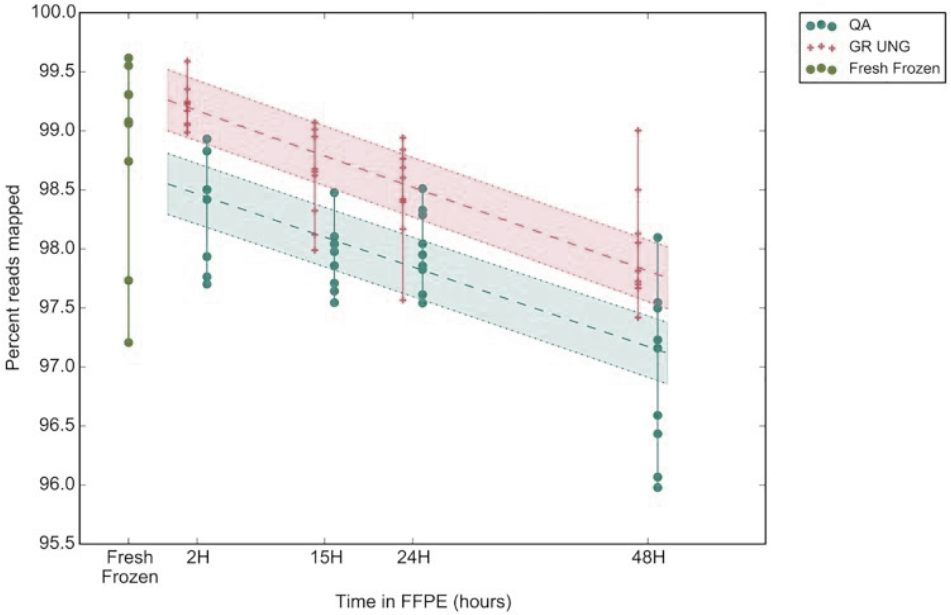 100.0
99.5
99.0
98.5
98.0
97.5
97.0
96.5
96.0
95.5
Percent reads mapped
Fresh
Frozen
2H
15H
24H
48H
Time in FFPE (hours)
QA
GR UNG
Fresh Frozen